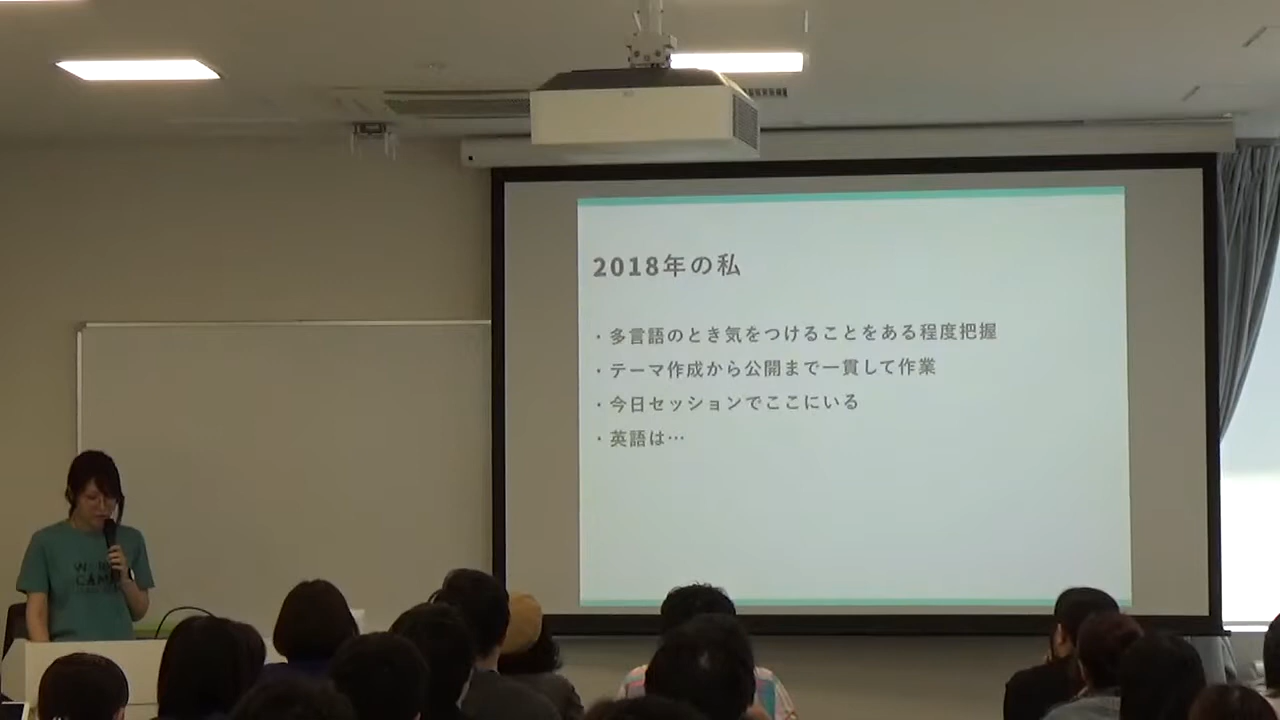 2018年の私
・多言語のとき気をつけることをある程度把握
・テーマ作成から公開まで一貫して作業
・今日セッションでここにいる
・英語は…
WORD
CAMP